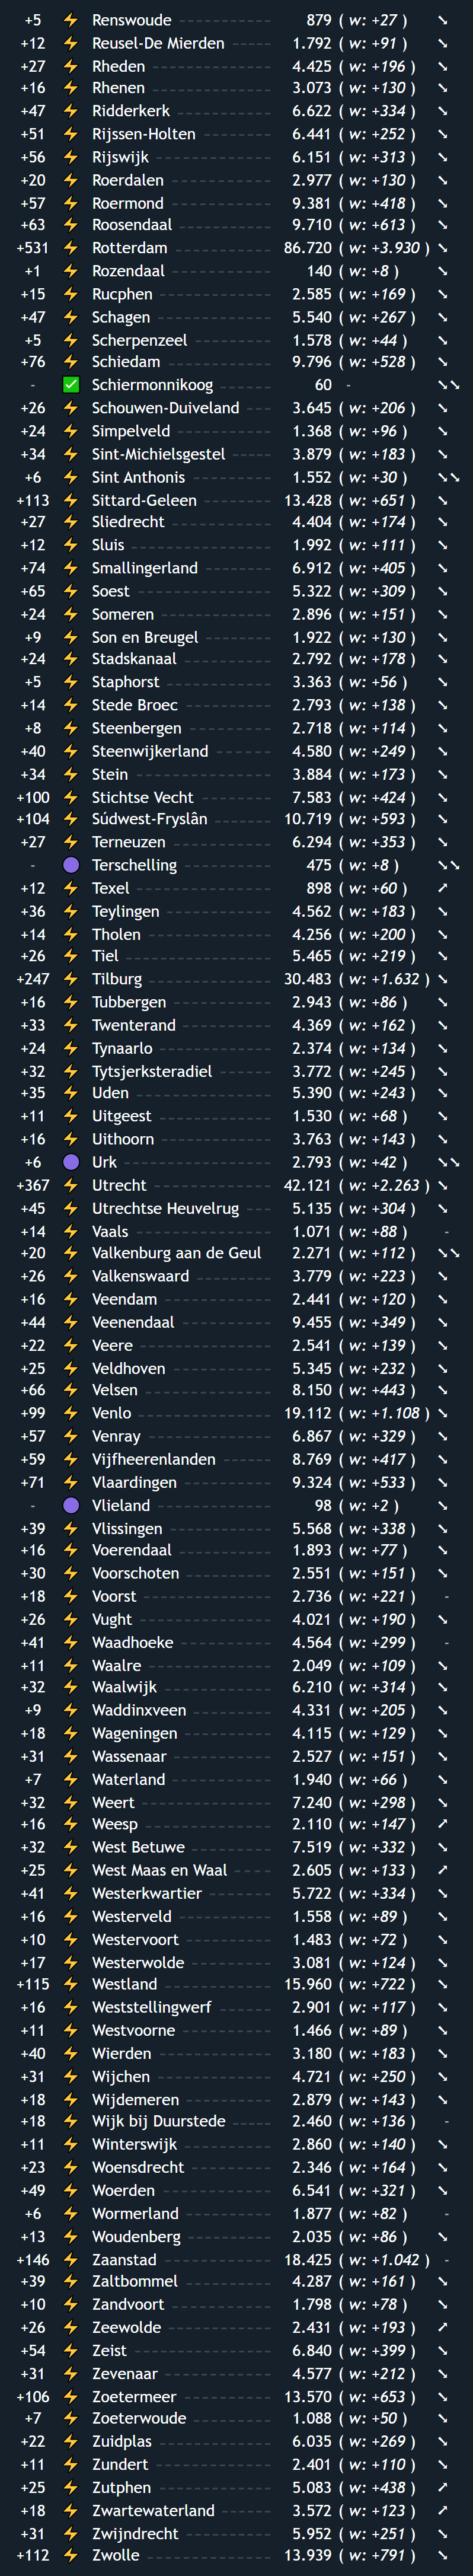 +5 ⚡ Renswoude 879 ( w: +27 ) ↘
+12 ⚡ Reusel-De Mierden 1.792 ( w: +91 ) ↘
+27 ⚡ Rheden 4.425 ( w: +196 ) ↘
+16 ⚡ Rhenen 3.073 ( w: +130 ) ↘
+47 ⚡ Ridderkerk 6.622 ( w: +334 ) ↘
+51 ⚡ Rijssen-Holten 6.441 ( w: +252 ) ↘
+56 ⚡ Rijswijk 6.151 ( w: +313 ) ↘
+20 ⚡ Roerdalen 2.977 ( w: +130 ) ↘
+57 ⚡ Roermond 9.381 ( w: +418 ) ↘
+63 ⚡ Roosendaal 9.710 ( w: +613 ) ↘
+531 ⚡ Rotterdam 86.720 ( w: +3.930 ) ↘
+1 ⚡ Rozendaal 140 ( w: +8 ) ↘
+15 ⚡ Rucphen 2.585 ( w: +169 ) ↘
+47 ⚡ Schagen 5.540 ( w: +267 ) ↘
+5 ⚡ Scherpenzeel 1.578 ( w: +44 ) ↘
+76 ⚡ Schiedam 9.796 ( w: +528 ) ↘
- ✅ Schiermonnikoog 60 - ↘↘
+26 ⚡ Schouwen-Duiveland 3.645 ( w: +206 ) ↘
+24 ⚡ Simpelveld 1.368 ( w: +96 ) ↘
+34 ⚡ Sint-Michielsgestel 3.879 ( w: +183 ) ↘
+6 ⚡ Sint Anthonis 1.552 ( w: +30 ) ↘↘
+113 ⚡ Sittard-Geleen 13.428 ( w: +651 ) ↘
+27 ⚡ Sliedrecht 4.404 ( w: +174 ) ↘
+12 ⚡ Sluis 1.992 ( w: +111 ) ↘
+74 ⚡ Smallingerland 6.912 ( w: +405 ) ↘
+65 ⚡ Soest 5.322 ( w: +309 ) ↘
+24 ⚡ Someren 2.896 ( w: +151 ) ↘
+9 ⚡ Son en Breugel 1.922 ( w: +130 ) ↘
+24 ⚡ Stadskanaal 2.792 ( w: +178 ) ↘
+5 ⚡ Staphorst 3.363 ( w: +56 ) ↘
+14 ⚡ Stede Broec 2.793 ( w: +138 ) ↘
+8 ⚡ Steenbergen 2.718 ( w: +114 ) ↘
+40 ⚡ Steenwijkerland 4.580 ( w: +249 ) ↘
+34 ⚡ Stein 3.884 ( w: +173 ) ↘
+100 ⚡ Stichtse Vecht 7.583 ( w: +424 ) ↘
+104 ⚡ Súdwest-Fryslân 10.719 ( w: +593 ) ↘
+27 ⚡ Terneuzen 6.294 ( w: +353 ) ↘
- 🟣 Terschelling 475 ( w: +8 ) ↘↘
+12 ⚡ Texel 898 ( w: +60 ) ↗
+36 ⚡ Teylingen 4.562 ( w: +183 ) ↘
+14 ⚡ Tholen 4.256 ( w: +200 ) ↘
+26 ⚡ Tiel 5.465 ( w: +219 ) ↘
+247 ⚡ Tilburg 30.483 ( w: +1.632 ) ↘
+16 ⚡ Tubbergen 2.943 ( w: +86 ) ↘
+33 ⚡ Twenterand 4.369 ( w: +162 ) ↘
+24 ⚡ Tynaarlo 2.374 ( w: +134 ) ↘
+32 ⚡ Tytsjerksteradiel 3.772 ( w: +245 ) ↘
+35 ⚡ Uden 5.390 ( w: +243 ) ↘
+11 ⚡ Uitgeest 1.530 ( w: +68 ) ↘
+16 ⚡ Uithoorn 3.763 ( w: +143 ) ↘
+6 🟣 Urk 2.793 ( w: +42 ) ↘↘
+367 ⚡ Utrecht 42.121 ( w: +2.263 ) ↘
+45 ⚡ Utrechtse Heuvelrug 5.135 ( w: +304 ) ↘
+14 ⚡ Vaals 1.071 ( w: +88 ) -
+20 ⚡ Valkenburg aan de Geul 2.271 ( w: +112 ) ↘↘
+26 ⚡ Valkenswaard 3.779 ( w: +223 ) ↘
+16 ⚡ Veendam 2.441 ( w: +120 ) ↘
+44 ⚡ Veenendaal 9.455 ( w: +349 ) ↘
+22 ⚡ Veere 2.541 ( w: +139 ) ↘
+25 ⚡ Veldhoven 5.345 ( w: +232 ) ↘
+66 ⚡ Velsen 8.150 ( w: +443 ) ↘
+99 ⚡ Venlo 19.112 ( w: +1.108 ) ↘
+57 ⚡ Venray 6.867 ( w: +329 ) ↘
+59 ⚡ Vijfheerenlanden 8.769 ( w: +417 ) ↘
+71 ⚡ Vlaardingen 9.324 ( w: +533 ) ↘
- 🟣 Vlieland 98 ( w: +2 ) ↘
+39 ⚡ Vlissingen 5.568 ( w: +338 ) ↘
+16 ⚡ Voerendaal 1.893 ( w: +77 ) ↘
+30 ⚡ Voorschoten 2.551 ( w: +151 ) ↘
+18 ⚡ Voorst 2.736 ( w: +221 ) -
+26 ⚡ Vught 4.021 ( w: +190 ) ↘
+41 ⚡ Waadhoeke 4.564 ( w: +299 ) -
+11 ⚡ Waalre 2.049 ( w: +109 ) ↘
+32 ⚡ Waalwijk 6.210 ( w: +314 ) ↘
+9 ⚡ Waddinxveen 4.331 ( w: +205 ) ↘
+18 ⚡ Wageningen 4.115 ( w: +129 ) ↘
+31 ⚡ Wassenaar 2.527 ( w: +151 ) ↘
+7 ⚡ Waterland 1.940 ( w: +66 ) ↘
+32 ⚡ Weert 7.240 ( w: +298 ) ↘
+16 ⚡ Weesp 2.110 ( w: +147 ) ↗
+32 ⚡ West Betuwe 7.519 ( w: +332 ) ↘
+25 ⚡ West Maas en Waal 2.605 ( w: +133 ) ↗
+41 ⚡ Westerkwartier 5.722 ( w: +334 ) ↘
+16 ⚡ Westerveld 1.558 ( w: +89 ) ↘
+10 ⚡ Westervoort 1.483 ( w: +72 ) ↘
+17 ⚡ Westerwolde 3.081 ( w: +124 ) ↘
+115 ⚡ Westland 15.960 ( w: +722 ) ↘
+16 ⚡ Weststellingwerf 2.901 ( w: +117 ) ↘
+11 ⚡ Westvoorne 1.466 ( w: +89 ) ↘
+40 ⚡ Wierden 3.180 ( w: +183 ) ↘
+31 ⚡ Wijchen 4.721 ( w: +250 ) ↘
+18 ⚡ Wijdemeren 2.879 ( w: +143 ) ↘
+18 ⚡ Wijk bij Duurstede 2.460 ( w: +136 ) -
+11 ⚡ Winterswijk 2.860 ( w: +140 ) ↘
+23 ⚡ Woensdrecht 2.346 ( w: +164 ) ↘
+49 ⚡ Woerden 6.541 ( w: +321 ) ↘
+6 ⚡ Wormerland 1.877 ( w: +82 ) -
+13 ⚡ Woudenberg 2.035 ( w: +86 ) ↘
+146 ⚡ Zaanstad 18.425 ( w: +1.042 ) -
+39 ⚡ Zaltbommel 4.287 ( w: +161 ) ↘
+10 ⚡ Zandvoort 1.798 ( w: +78 ) ↘
+26 ⚡ Zeewolde 2.431 ( w: +193 ) ↗
+54 ⚡ Zeist 6.840 ( w: +399 ) ↘
+31 ⚡ Zevenaar 4.577 ( w: +212 ) ↘
+106 ⚡ Zoetermeer 13.570 ( w: +653 ) ↘
+7 ⚡ Zoeterwoude 1.088 ( w: +50 ) ↘
+22 ⚡ Zuidplas 6.035 ( w: +269 ) ↘
+11 ⚡ Zundert 2.401 ( w: +110 ) ↘
+25 ⚡ Zutphen 5.083 ( w: +438 ) ↗
+18 ⚡ Zwartewaterland 3.572 ( w: +123 ) ↗
+31 ⚡ Zwijndrecht 5.952 ( w: +251 ) ↘
+112 ⚡ Zwolle 13.939 ( w: +791 ) ↘